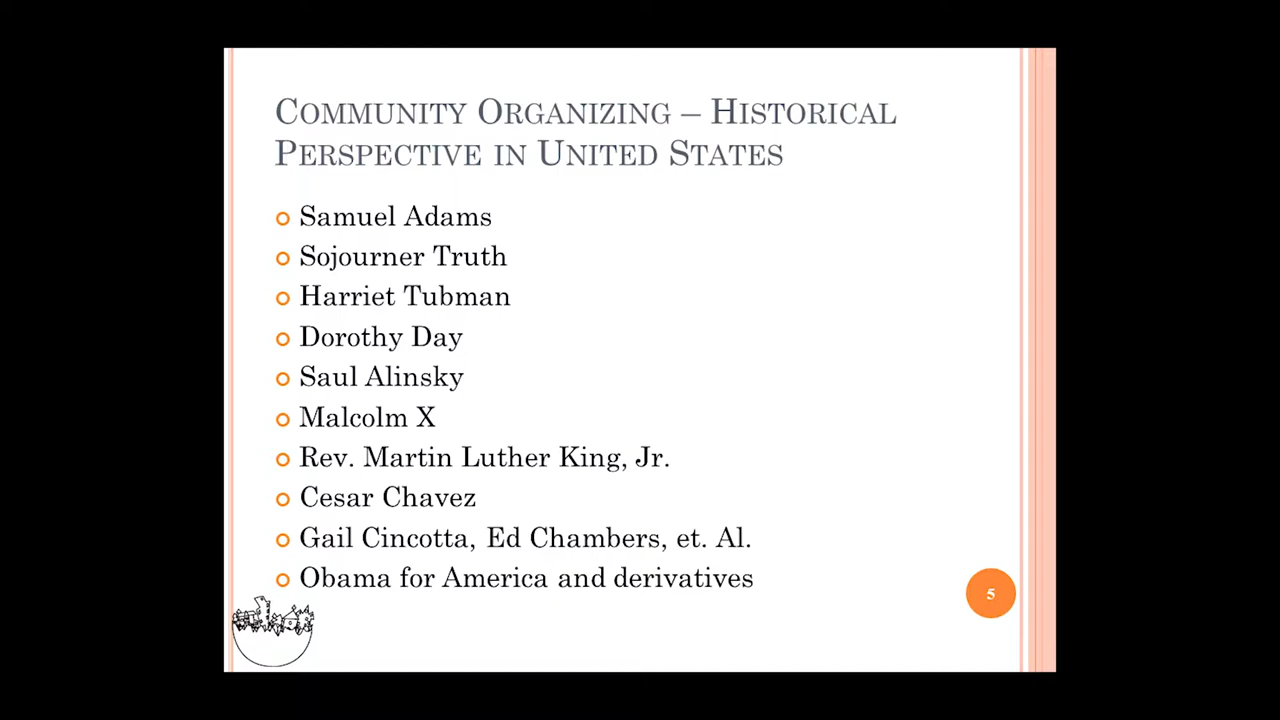 Community Organizing – Historical
Perspective in United States
Samuel Adams
Sojourner Truth
Harriet Tubman
Dorothy Day
Saul Alinsky
Malcolm X
Rev. Martin Luther King, Jr.
Cesar Chavez
Gail Cincotta, Ed Chambers, et. Al.
Obama for America and derivatives
5